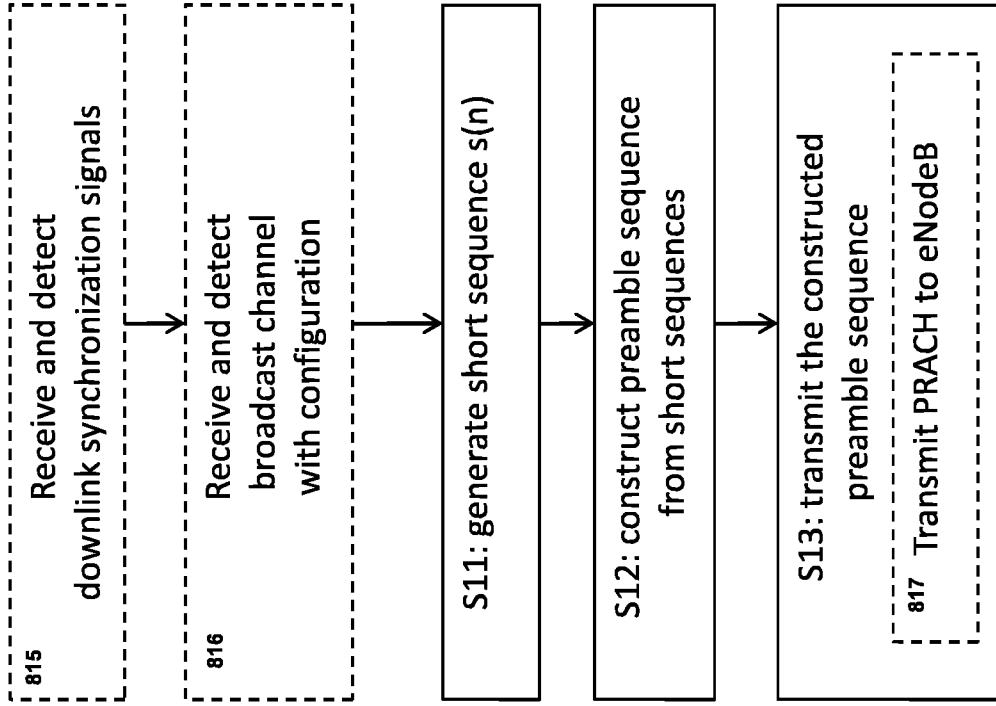 Receive and detect
downlink synchronization signals
815
Receive and detect
broadcast channel
with configuration
816
S11: generate short sequence s(n)
S12: construct preamble sequence
from short sequences
S13: transmit the constructed
preamble sequence
817 Transmit PRACH to eNodeB